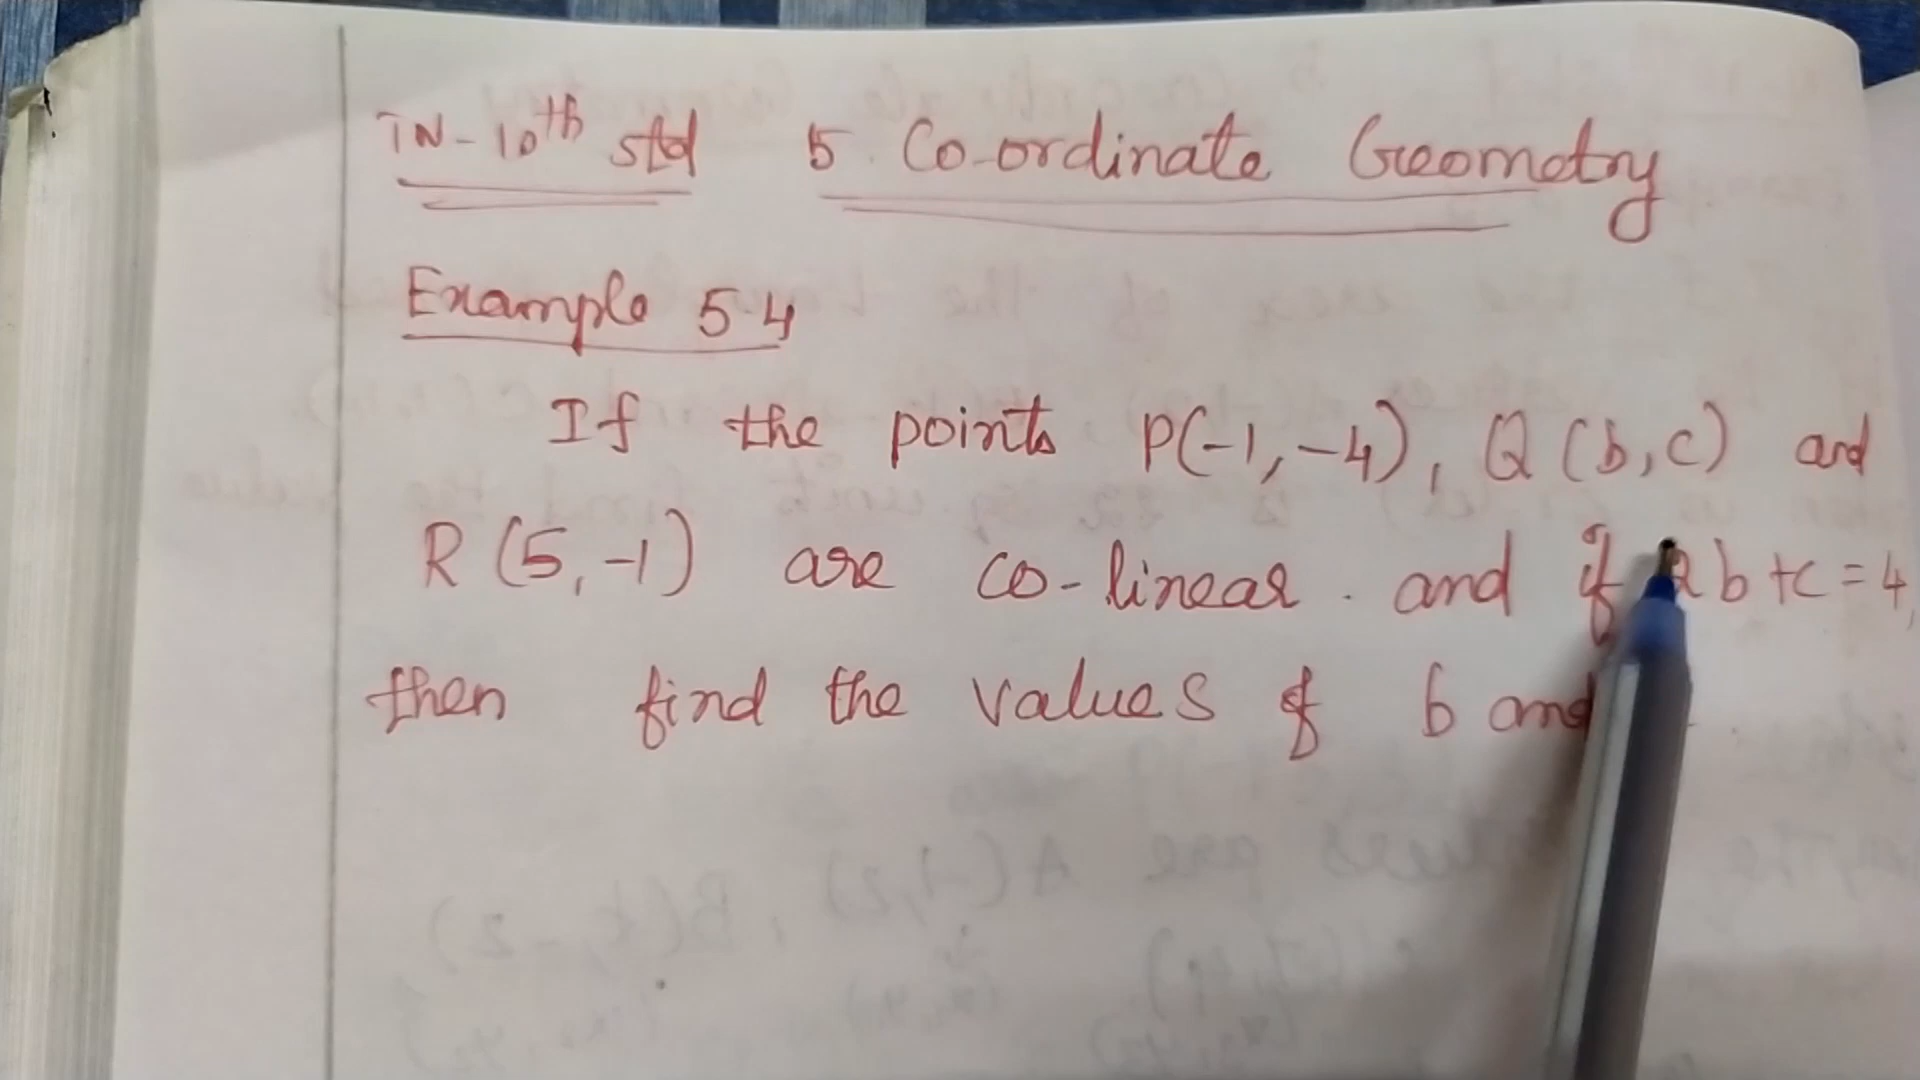 TN-10th std 5. Co-ordinate Geometry
Example 5.4
If the points P(-1,-4), Q(b,c) and
R(5,-1) are co-linear. and if 2b+c=4,
then find the values of b and